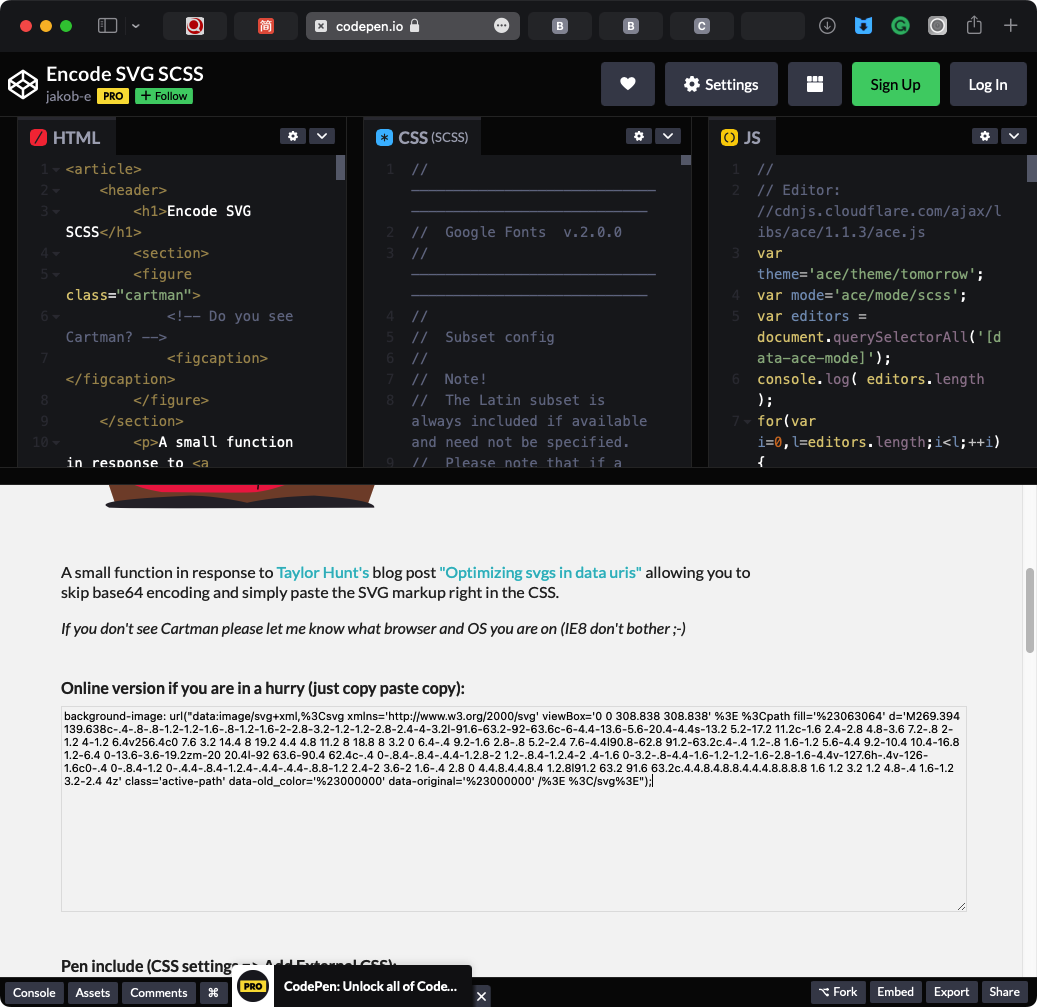 简
codepen.io
B
B
C
Encode SVG SCSS
jakob-e PRO + Follow
Settings
Sign Up
Log In
HTML
1 <article>
2 <header>
3 <h1>Encode SVG
SCSS</h1>
4 <section>
5 <figure
class="cartman">
6 <!-- Do you see
Cartman? -->
7 <figcaption>
</figcaption>
8 </figure>
9 </section>
10 <p>A small function
in response to <a
CSS (SCSS)
1 //
2 // Google Fonts v.2.0.0
3 //
4 //
5 // Subset config
6 //
7 // Note!
8 // The Latin subset is
always included if available
and need not be specified.
9 // Please note that if a
JS
1 //
2 // Editor:
//cdnjs.cloudflare.com/ajax/l
ibs/ace/1.1.3/ace.js
3 var
theme='ace/theme/tomorrow';
4 var mode='ace/mode/scss';
5 var editors =
document.querySelectorAll('[d
ata-ace-mode]');
6 console.log( editors.length
);
7 for(var
i=0,l=editors.length;i<l;++i)
{
A small function in response to Taylor Hunt's blog post "Optimizing svgs in data uris" allowing you to
skip base64 encoding and simply paste the SVG markup right in the CSS.
If you don't see Cartman please let me know what browser and OS you are on (IE8 don't bother ;-)
Online version if you are in a hurry (just copy paste copy):
background-image: url("data:image/svg+xml,%3Csvg xmlns='http://www.w3.org/2000/svg' viewBox='0 0 308.838 308.838' %3E %3Cpath fill='%23063064' d='M269.394
139.638c-.4-.8-.8-1.2-1.2-1.6-.8-1.2-1.6-2-2.8-3.2-1.2-1.2-2.8-2.4-4-3.2l-91.6-63.2-92-63.6c-6-4.4-13.6-5.6-20.4-4.4s-13.2 5.2-17.2 11.2c-1.6 2.4-2.8 4.8-3.6 7.2-.8 2-
1.2 4-1.2 6.4v256.4c0 7.6 3.2 14.4 8 19.2 4.4 4.8 11.2 8 18.8 8 3.2 0 6.4-.4 9.2-1.6 2.8-.8 5.2-2.4 7.6-4.4l90.8-62.8 91.2-63.2c.4-.4 1.2-.8 1.6-1.2 5.6-4.4 9.2-10.4 10.4-16.8
1.2-6.4 0-13.6-3.6-19.2zm-20 20.4l-92 63.6-90.4 62.4c-.4 0-.8.4-.8.4-.4.4-1.2.8-2 1.2-.8.4-1.2.4-2 .4-1.6 0-3.2-.8-4.4-1.6-1.2-1.2-1.6-2.8-1.6-4.4v-127.6h-.4v-126-
1.6c0-.4 0-.8.4-1.2 0-.4.4-.8.4-1.2.4-.4.4-.4.4-.8.8-1.2 2.4-2 3.6-2 1.6-.4 2.8 0 4.4.8.4.4.8.4 1.2.8l91.2 63.2 91.6 63.2c.4.4.8.4.8.8.4.4.4.8.8.8.8 1.6 1.2 3.2 1.2 4.8-.4 1.6-1.2
3.2-2.4 4z' class='active-path' data-old_color='%23000000' data-original='%23000000' /%3E %3C/svg%3E");
Pen include (CSS settings => Add External CSS):
Console
Assets
Comments
⌘
PRO
CodePen: Unlock all of Code...
Fork
Embed
Export
Share